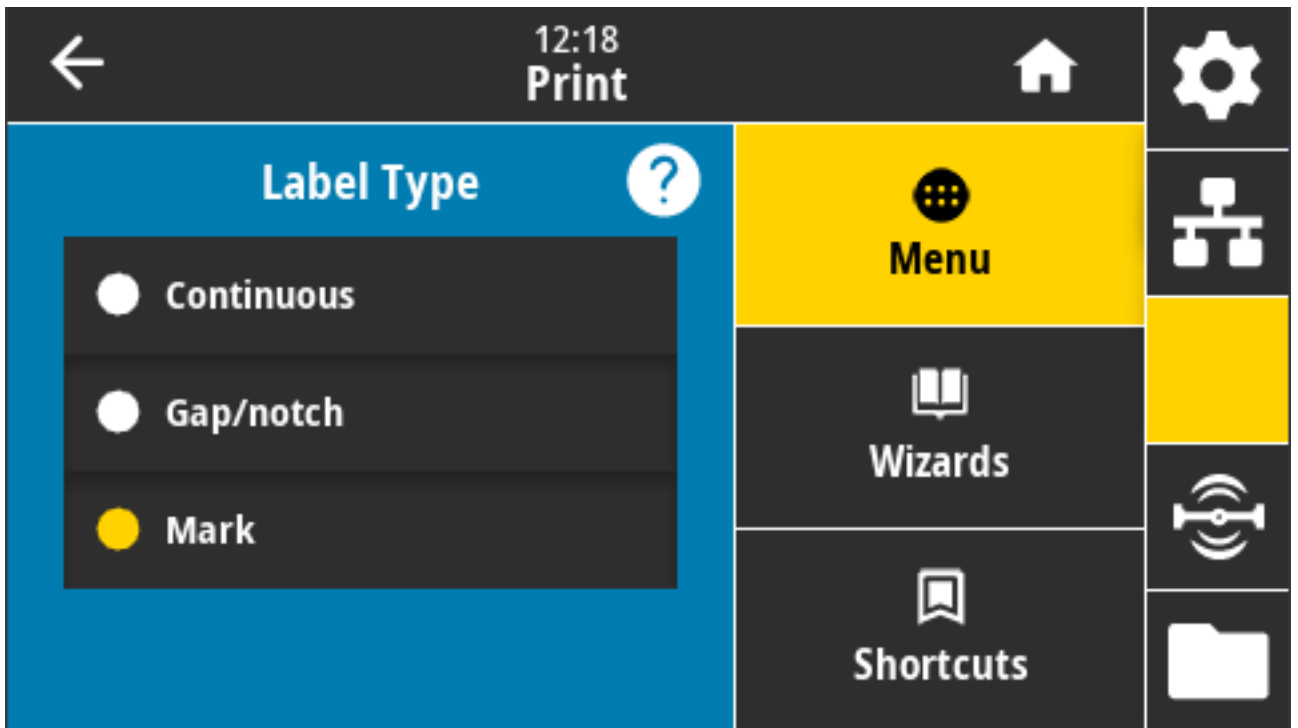 12:18
Print
Label Type
?
Continuous
Gap/notch
Mark
Menu
Wizards
Shortcuts